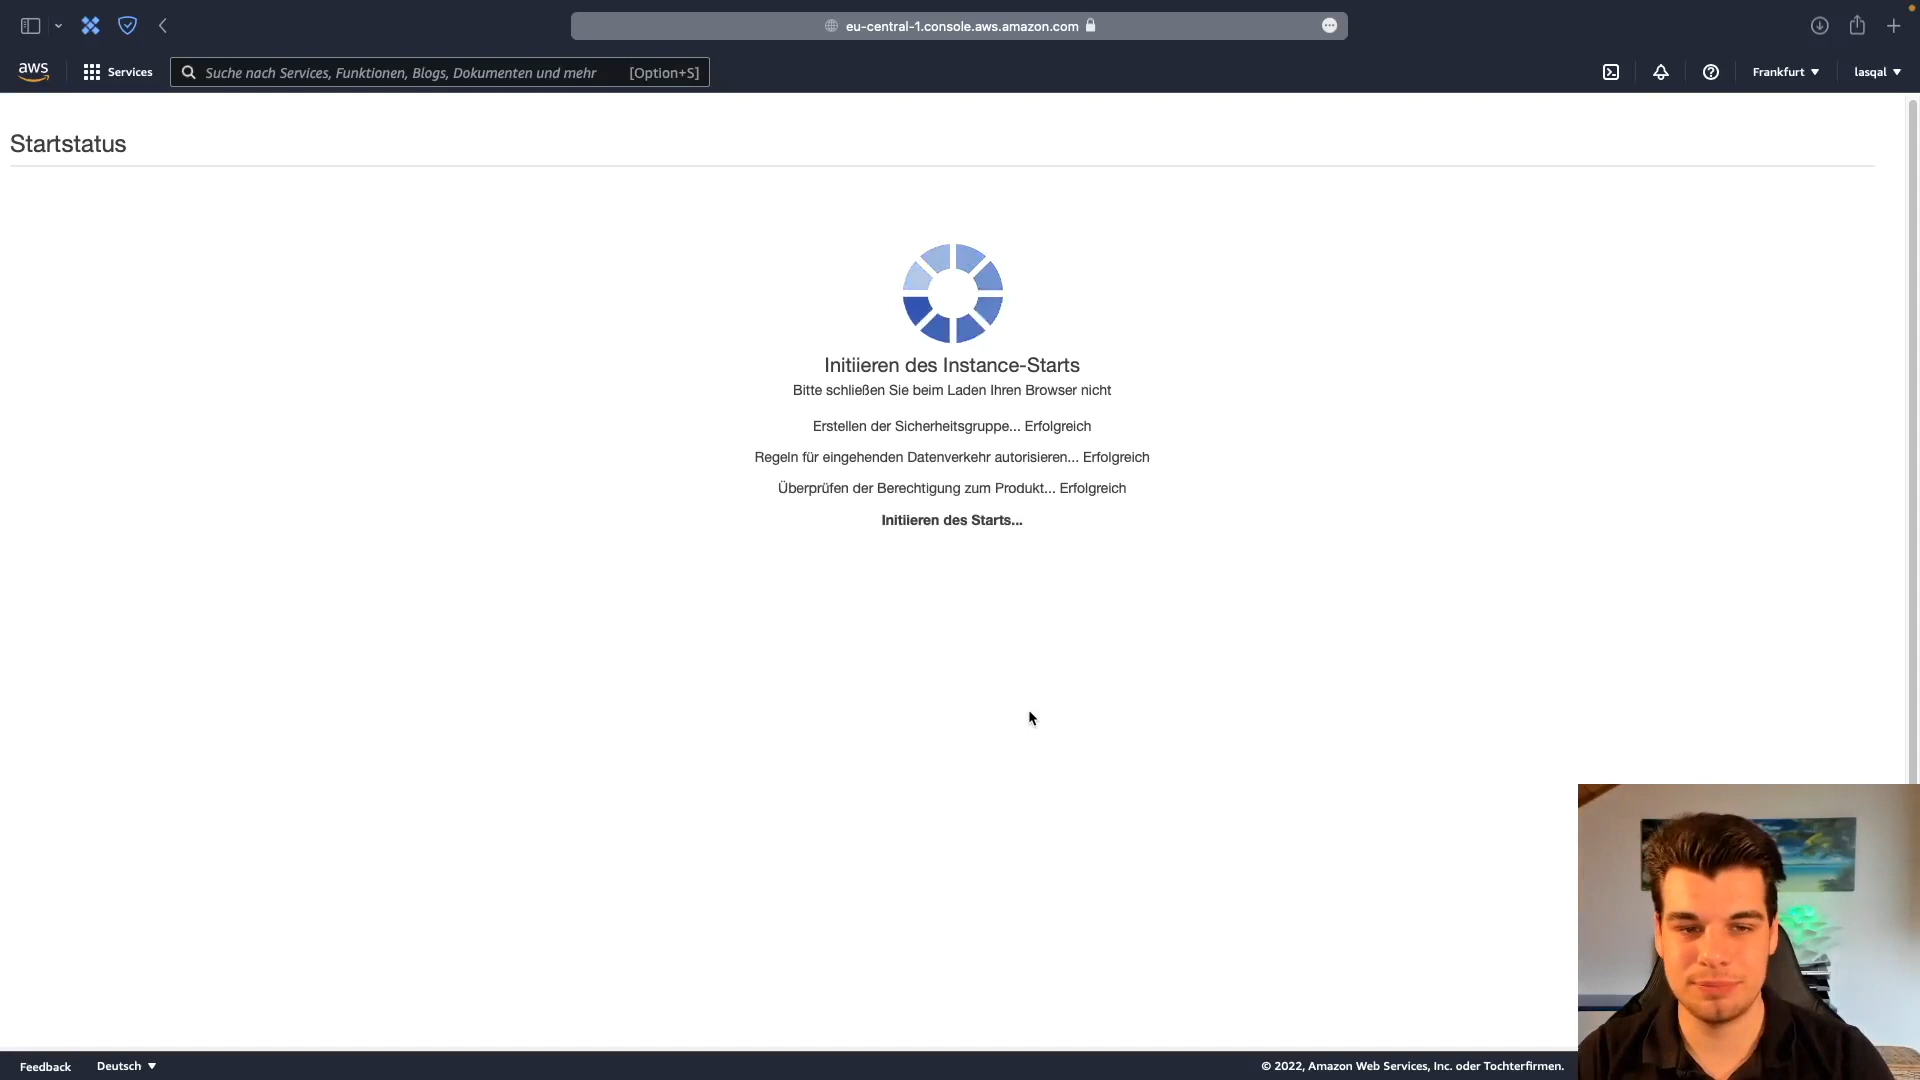 eu-central-1.console.aws.amazon.com
aws
Services
Suche nach Services, Funktionen, Blogs, Dokumenten und mehr
[Option+S]
Frankfurt
lasqal
Startstatus
Initiieren des Instance-Starts
Bitte schließen Sie beim Laden Ihren Browser nicht
Erstellen der Sicherheitsgruppe... Erfolgreich
Regeln für eingehenden Datenverkehr autorisieren... Erfolgreich
Überprüfen der Berechtigung zum Produkt... Erfolgreich
Initiieren des Starts...
Feedback
Deutsch
© 2022, Amazon Web Services, Inc. oder Tochterfirmen.